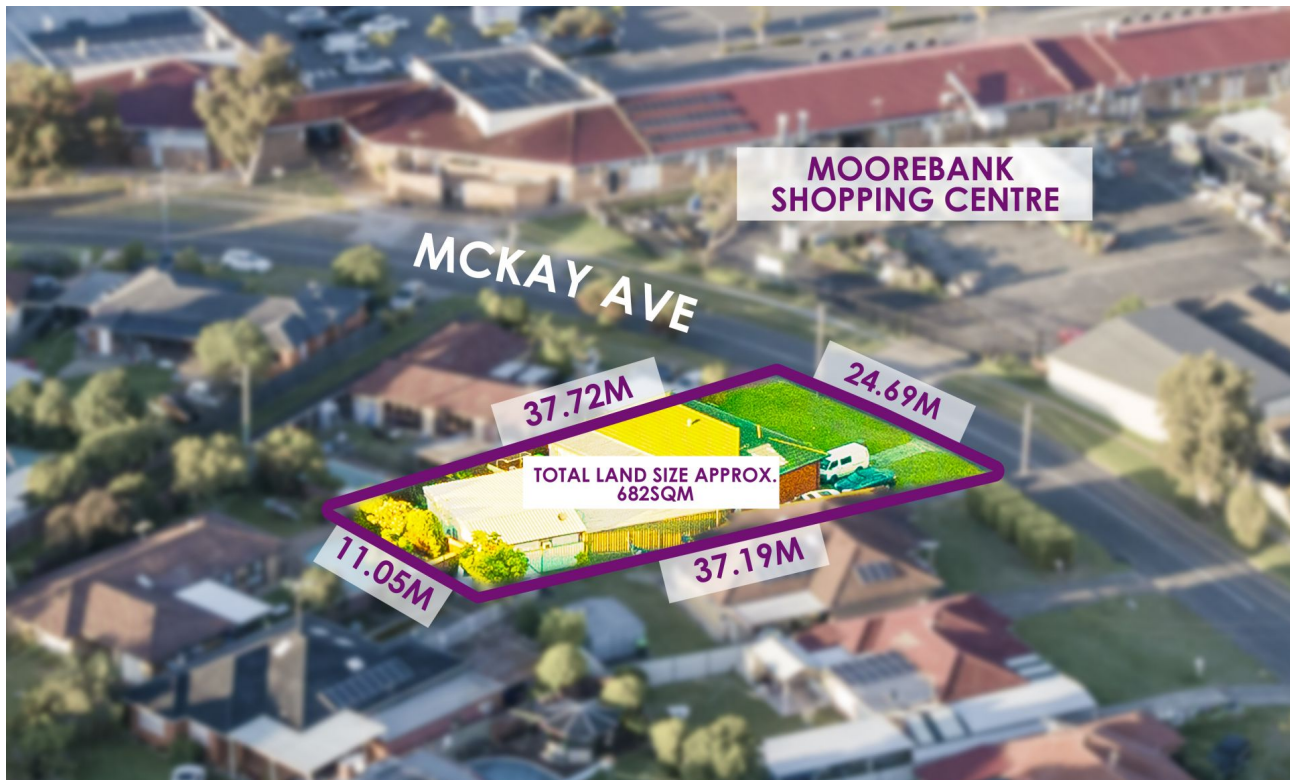 MOOREBANK
SHOPPING CENTRE
MCKAY AVE
37.72M
24.69M
TOTAL LAND SIZE APPROX.
682SQM
11.05M
37.19M